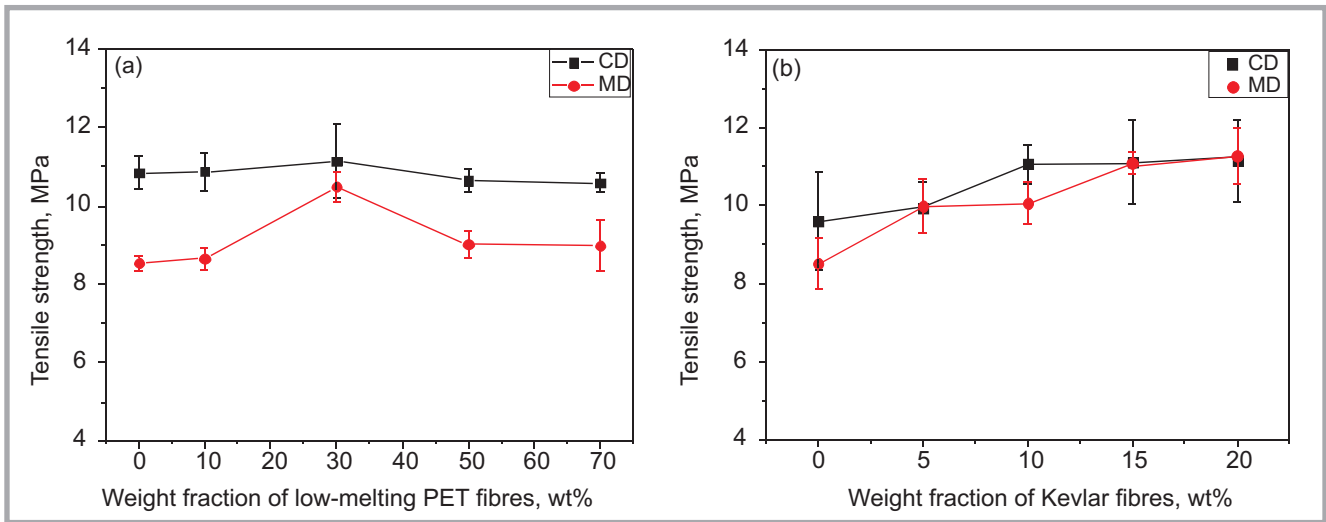 (a)
CD
MD
14
12
10
8
6
4
Tensile strength, MPa
0 10 20 30 40 50 60 70
Weight fraction of low-melting PET fibres, wt%
(b)
CD
MD
14
12
10
8
6
4
Tensile strength, MPa
0 5 10 15 20
Weight fraction of Kevlar fibres, wt%